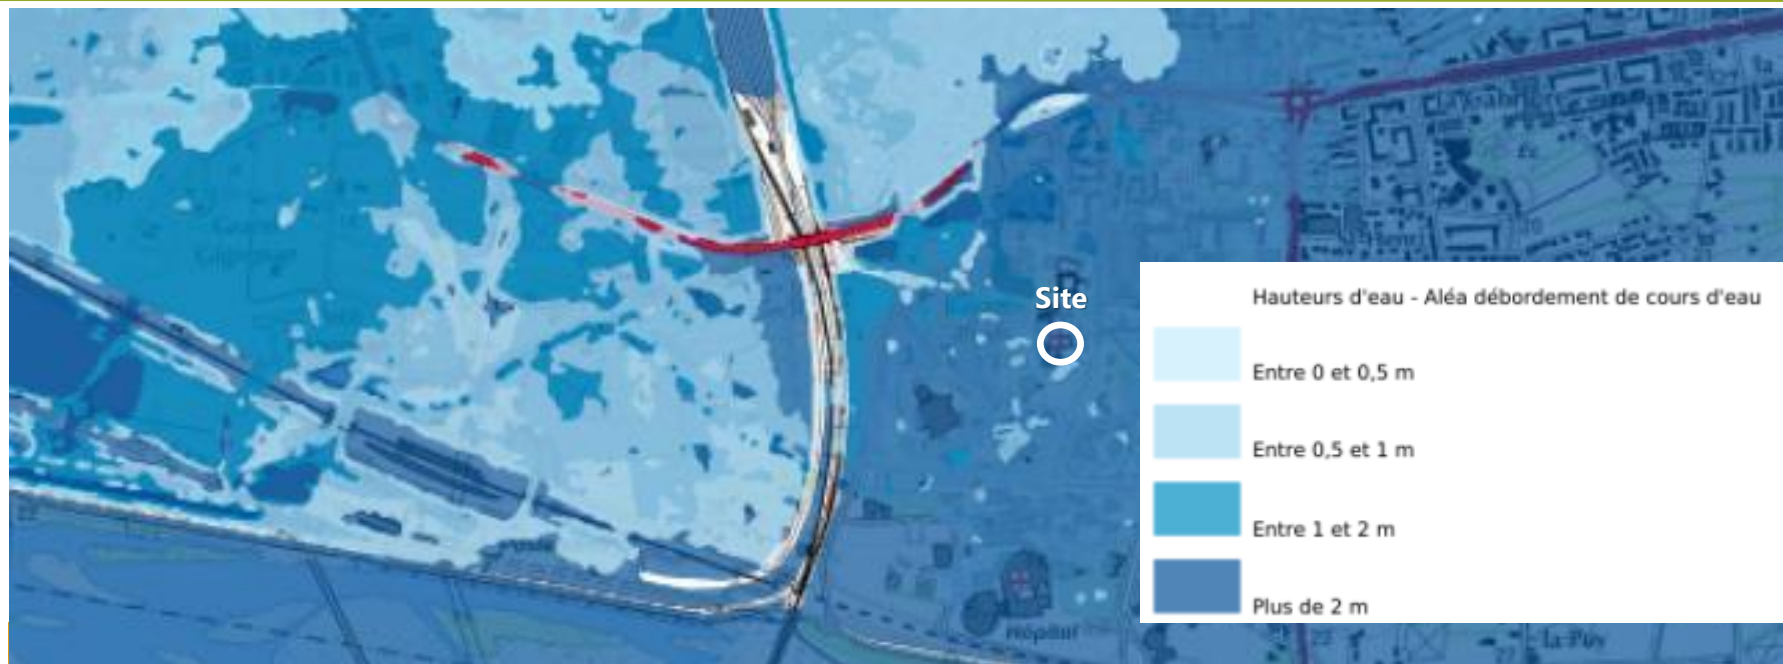 Site
Hauteurs d'eau - Aléa débordement de cours d'eau
Entre 0 et 0,5 m
Entre 0,5 et 1 m
Entre 1 et 2 m
Plus de 2 m
Hôpital